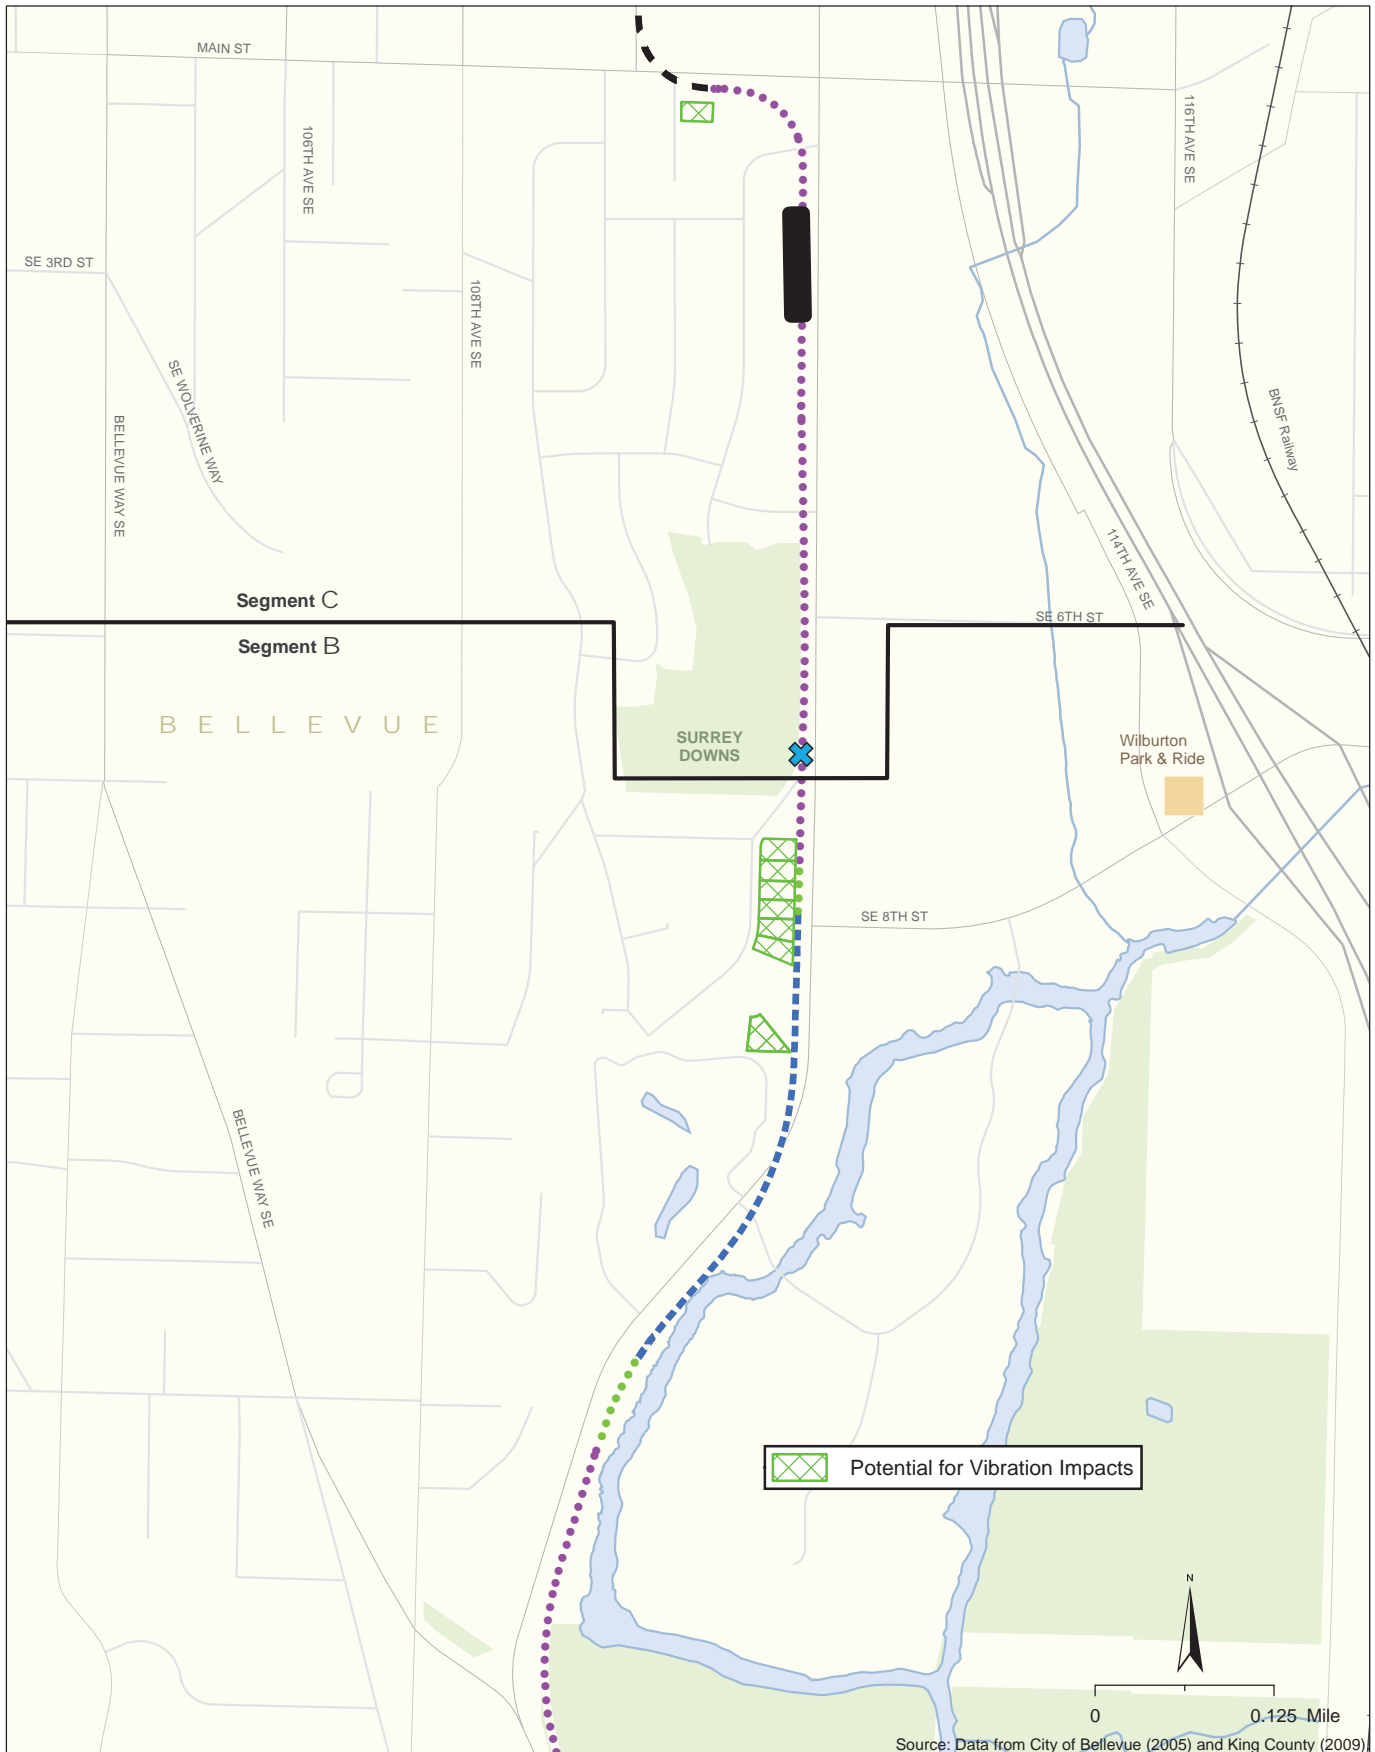 MAIN ST
106TH AVE SE
116TH AVE SE
SE 3RD ST
108TH AVE SE
SE WOLVERINE WAY
BELLEVUE WAY SE
BNSF Railway
114TH AVE SE
Segment C
SE 6TH ST
Segment B
BELLEVUE
SURREY
DOWNS
Wilburton
Park & Ride
SE 8TH ST
BELLEVUE WAY SE
Potential for Vibration Impacts
N
0 0.125 Mile
Source: Data from City of Bellevue (2005) and King County (2009).